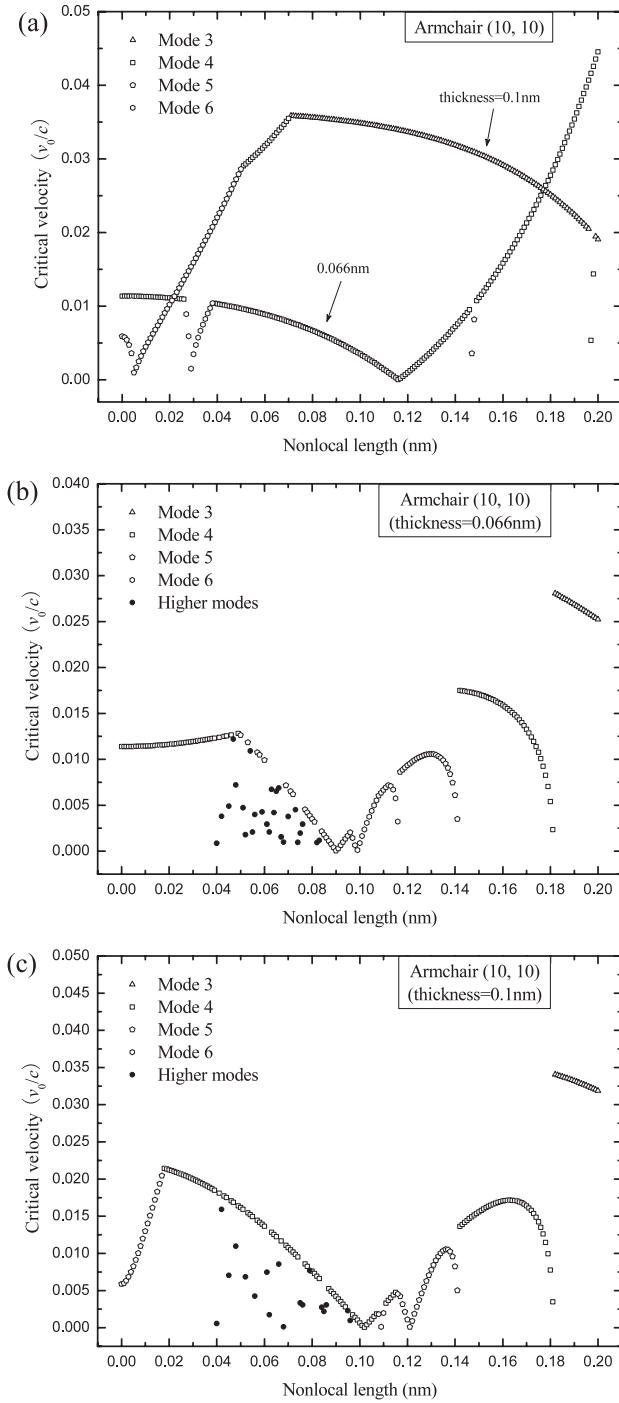 (a)
Armchair (10, 10)
Mode 3
Mode 4
Mode 5
Mode 6
thickness=0.1nm
0.066nm
Critical velocity (v₀/c)
0.05
0.04
0.03
0.02
0.01
0.00
0.00 0.02 0.04 0.06 0.08 0.10 0.12 0.14 0.16 0.18 0.20
Nonlocal length (nm)
(b)
Armchair (10, 10)
(thickness=0.066nm)
Mode 3
Mode 4
Mode 5
Mode 6
Higher modes
Critical velocity (v₀/c)
0.040
0.035
0.030
0.025
0.020
0.015
0.010
0.005
0.000
0.00 0.02 0.04 0.06 0.08 0.10 0.12 0.14 0.16 0.18 0.20
Nonlocal length (nm)
(c)
Armchair (10, 10)
(thickness=0.1nm)
Mode 3
Mode 4
Mode 5
Mode 6
Higher modes
Critical velocity (v₀/c)
0.050
0.045
0.040
0.035
0.030
0.025
0.020
0.015
0.010
0.005
0.000
0.00 0.02 0.04 0.06 0.08 0.10 0.12 0.14 0.16 0.18 0.20
Nonlocal length (nm)